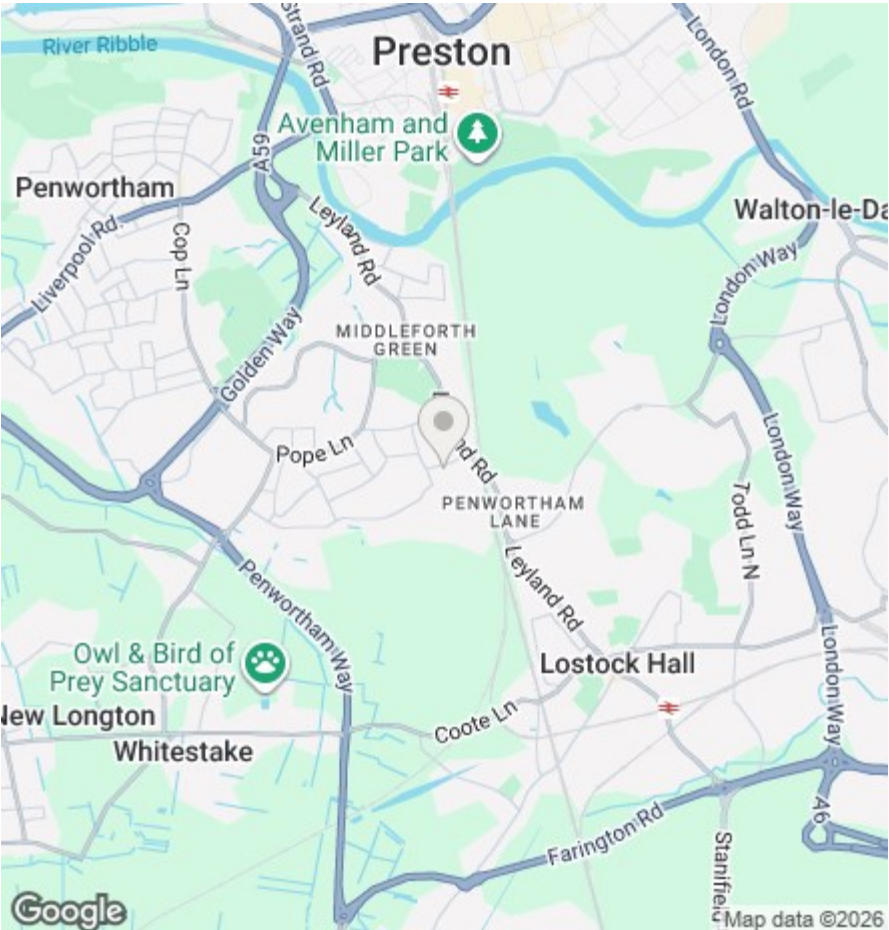 River Ribble
Strand Rd
Preston
London Rd
Avenham and
Miller Park
A59
Penwortham
Leyland Rd
Walton-le-Da
Liverpool Rd
Cop Ln
London Way
MIDDLEFORTH
GREEN
Golden Way
Pope Ln
nd Rd
London Way
PENWORTHAM
LANE
Todd Ln N
Leyland Rd
Penwortham Way
Owl & Bird of
Prey Sanctuary
Lostock Hall
London Way
New Longton
Coote Ln
Whitestake
Farington Rd
A6
Stanifie
Google
Map data ©2026